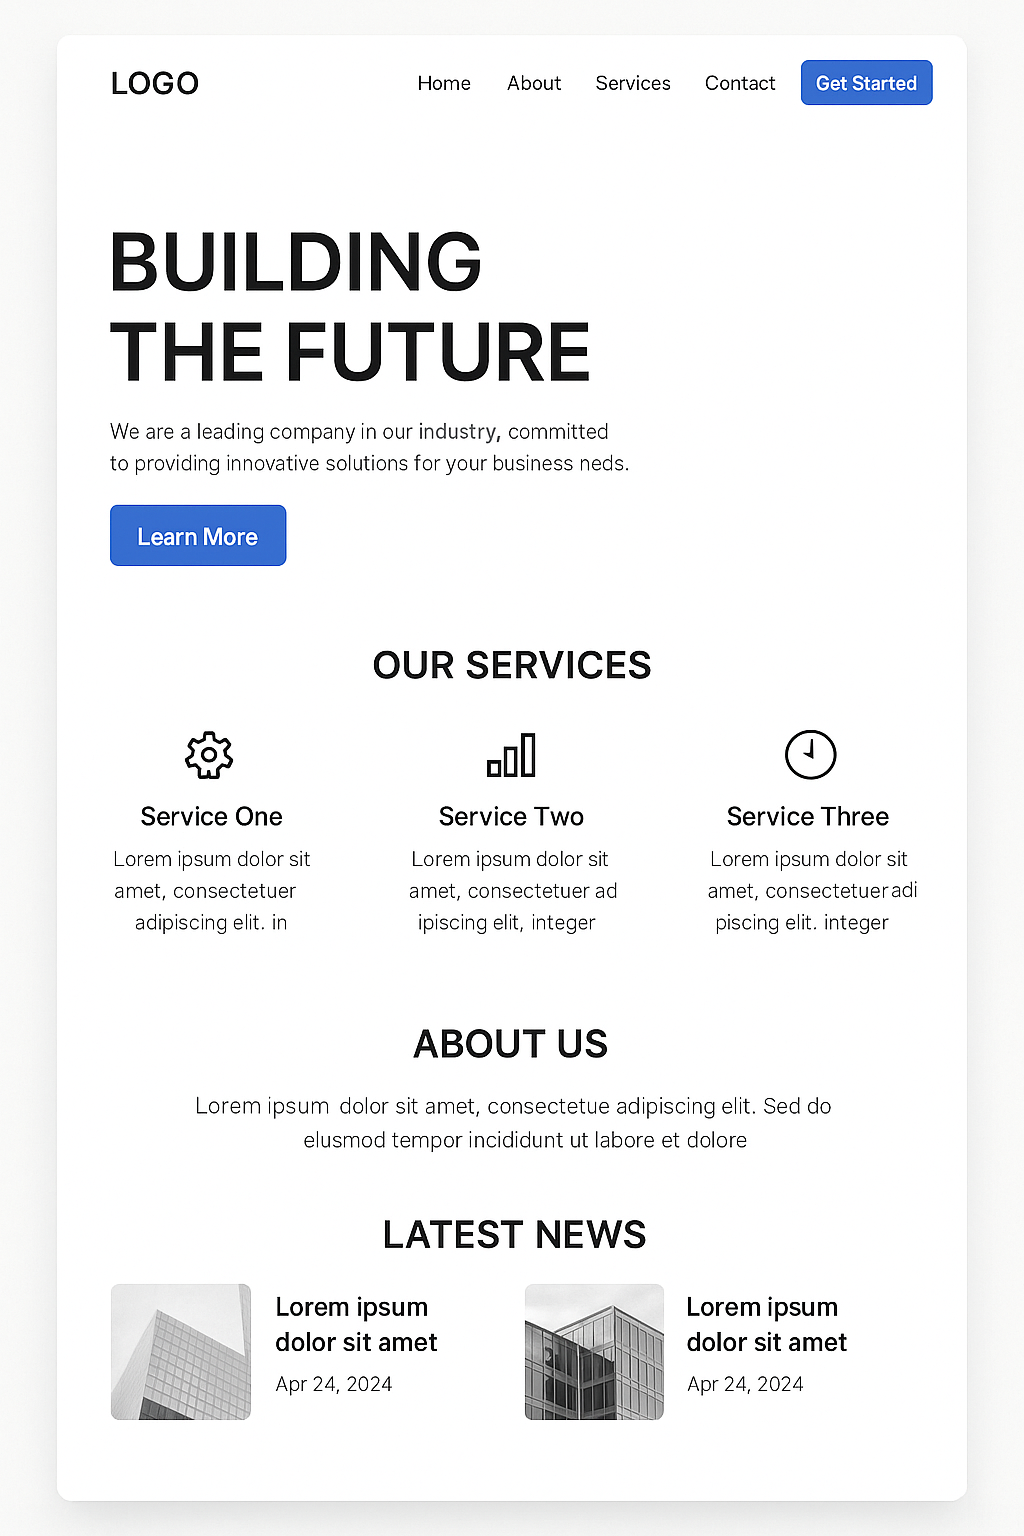 LOGO
Home About Services Contact Get Started
BUILDING
THE FUTURE
We are a leading company in our industry, committed
to providing innovative solutions for your business neds.
Learn More
OUR SERVICES
Service One
Lorem ipsum dolor sit
amet, consectetuer
adipiscing elit. in
Service Two
Lorem ipsum dolor sit
amet, consectetuer ad
ipiscing elit, integer
Service Three
Lorem ipsum dolor sit
amet, consectetuer adi
piscing elit. integer
ABOUT US
Lorem ipsum dolor sit amet, consectetue adipiscing elit. Sed do
elusmod tempor incididunt ut labore et dolore
LATEST NEWS
Lorem ipsum
dolor sit amet
Apr 24, 2024
Lorem ipsum
dolor sit amet
Apr 24, 2024